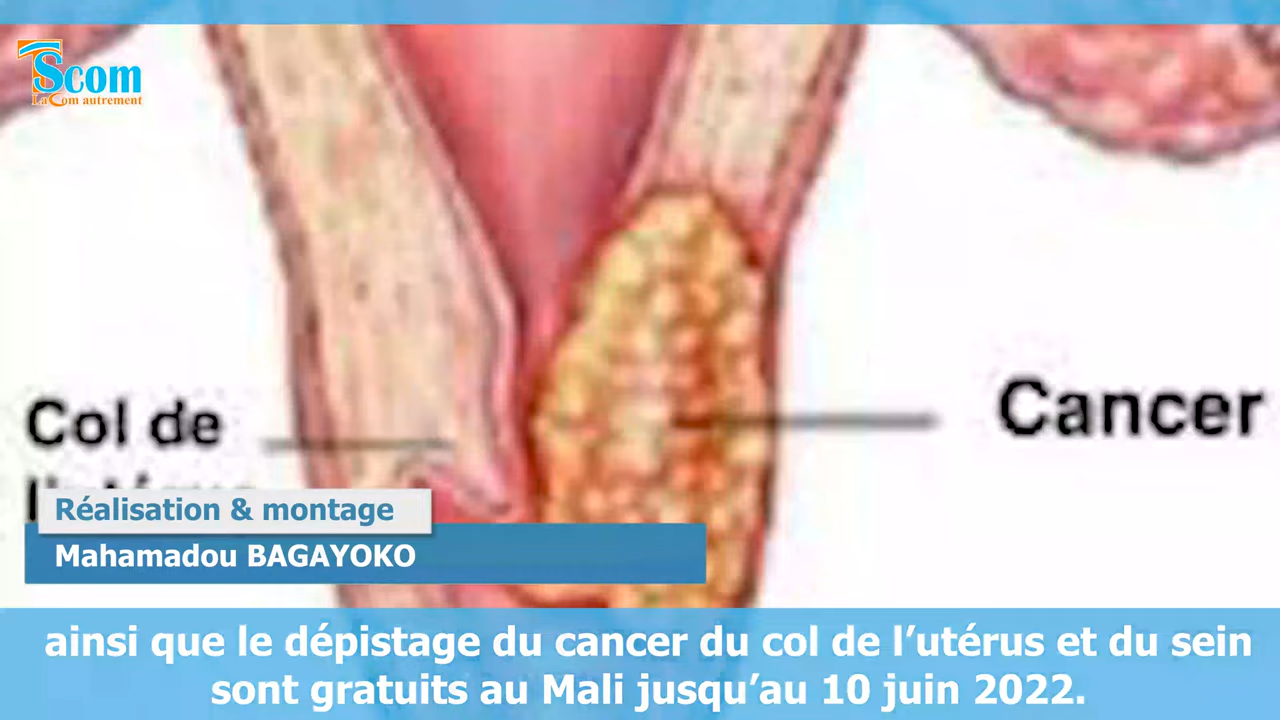 TScom
La Com autrement
Col de
Cancer
Réalisation & montage
Mahamadou BAGAYOKO
ainsi que le dépistage du cancer du col de l’utérus et du sein
sont gratuits au Mali jusqu’au 10 juin 2022.